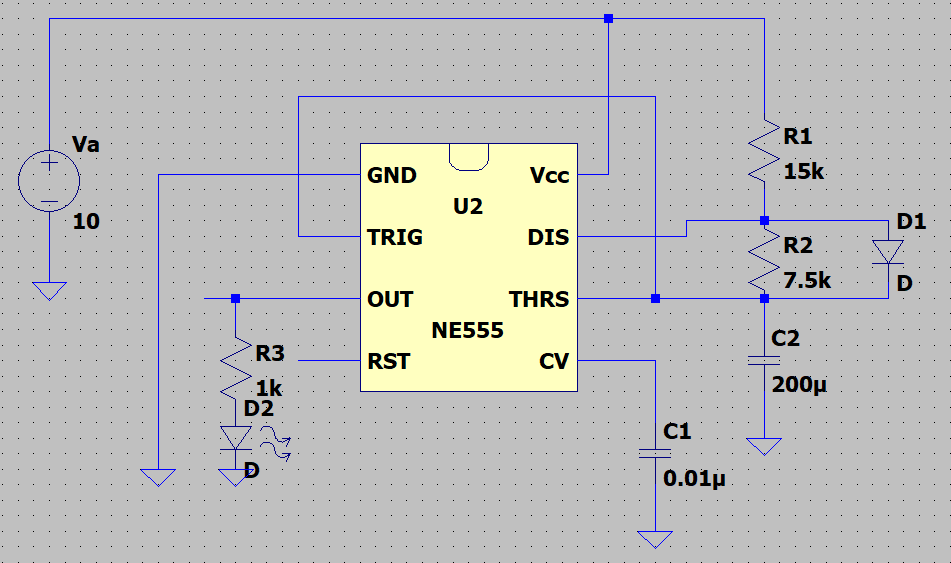 Va
10
GND
Vcc
U2
TRIG
DIS
OUT
THRS
NE555
RST
CV
R1
15k
R2
7.5k
D1
D
C2
200µ
R3
1k
D2
D
C1
0.01µ